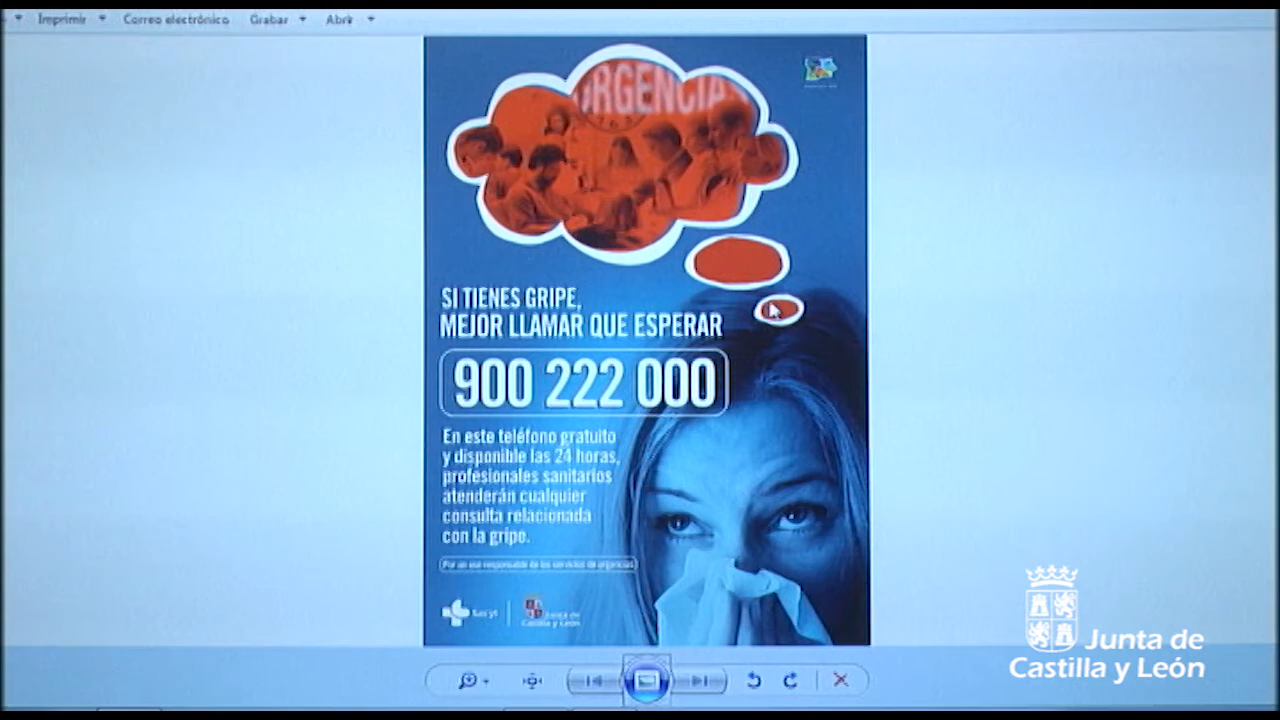 Imprimir
Correo electrónico
Grabar
Abrir
URGENCIAS
SI TIENES GRIPE,
MEJOR LLAMAR QUE ESPERAR
900 222 000
En este teléfono gratuito
y disponible las 24 horas,
profesionales sanitarios
atenderán cualquier
consulta relacionada
con la gripe.
Por un uso responsable de los servicios de urgencias
Sacyl
Junta de
Castilla y León
Junta de
Castilla y León